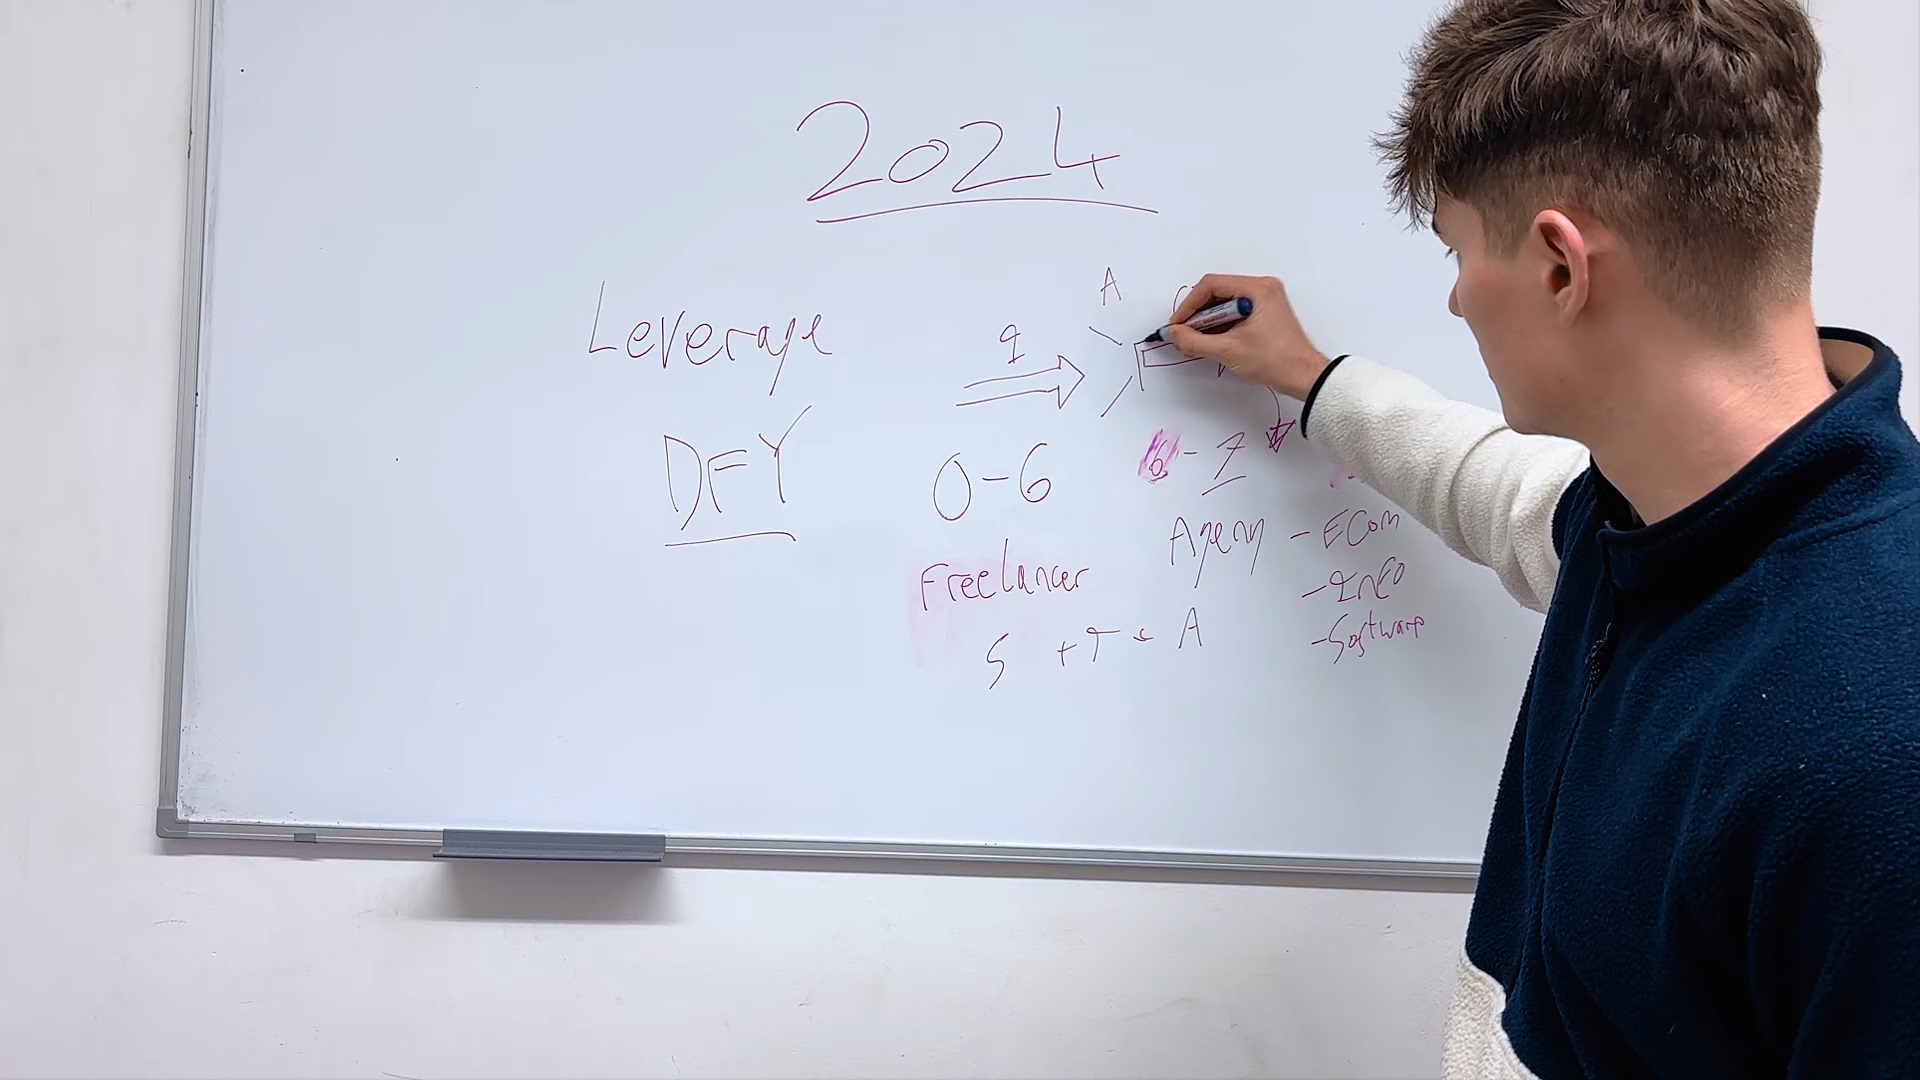 2024
A
Leverage
DFY
0-6
6-7
Freelancer
Agency
- ECom
- InFO
- Software
S + T = A